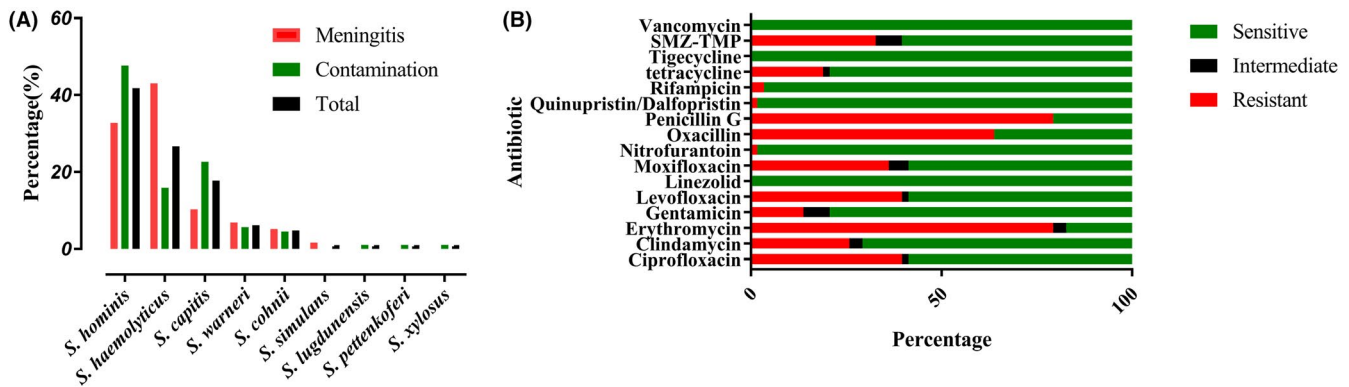 (A)
60
40
20
0
Percentage(%)
Meningitis
Contamination
Total
S. hominis
S. haemolyticus
S. capitis
S. warneri
S. cohnii
S. simulans
S. lugdunensis
S. pettenkoferi
S. xylosus
(B)
Antibiotic
Vancomycin
SMZ-TMP
Tigecycline
tetracycline
Rifampicin
Quinupristin/Dalfopristin
Penicillin G
Oxacillin
Nitrofurantoin
Moxifloxacin
Linezolid
Levofloxacin
Gentamicin
Erythromycin
Clindamycin
Ciprofloxacin
0
50
100
Percentage
Sensitive
Intermediate
Resistant